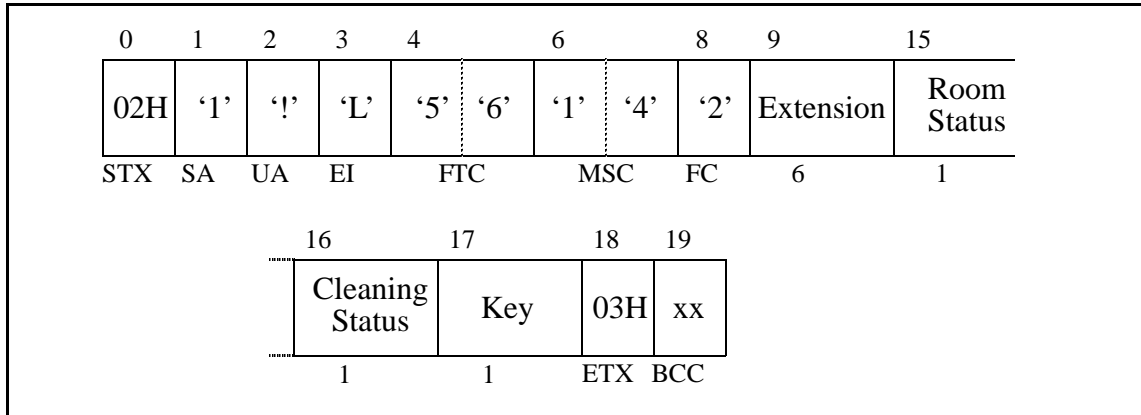 0 1 2 3 4 6 8 9 15
02H ‘1’ ‘!’ ‘L’ ‘5’ ‘6’ ‘1’ ‘4’ ‘2’ Extension Room Status
STX SA UA EI FTC MSC FC 6 1
16 17 18 19
Cleaning Status Key 03H xx
1 1 ETX BCC